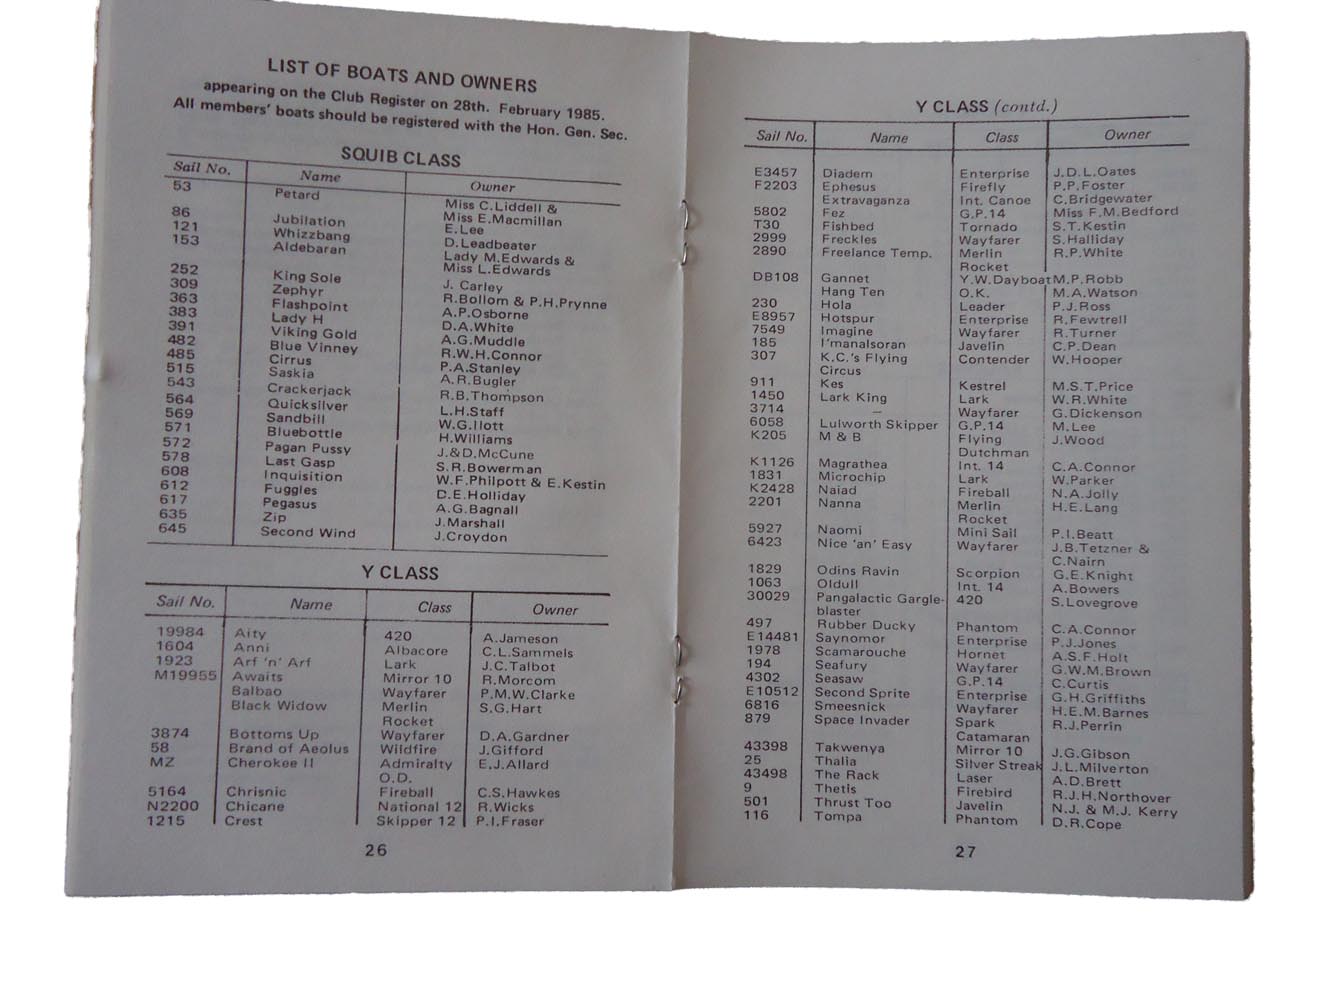 LIST OF BOATS AND OWNERS
appearing on the Club Register on 28th. February 1985.
All members' boats should be registered with the Hon. Gen. Sec.
SQUIB CLASS
Sail No. Name Owner
53 Petard Miss C.Liddell &
Miss E.Macmillan
86 Jubilation E.Lee
121 Whizzbang D.Leadbeater
153 Aldebaran Lady M.Edwards &
Miss L.Edwards
252 King Sole J. Carley
309 Zephyr R.Bollom & P.H.Prynne
363 Flashpoint A.P.Osborne
383 Lady H D.A.White
391 Viking Gold A.G.Muddle
482 Blue Vinney R.W.H.Connor
485 Cirrus P.A.Stanley
515 Saskia A.R.Bugler
543 Crackerjack R.B.Thompson
564 Quicksilver L.H.Staff
569 Sandbill W.G.Ilott
571 Bluebottle H.Williams
572 Pagan Pussy J.&D.McCune
578 Last Gasp S.R.Bowerman
608 Inquisition W.F.Philpott & E.Kestin
612 Fuggles D.E.Holliday
617 Pegasus A.G.Bagnall
635 Zip J.Marshall
645 Second Wind J.Croydon
Y CLASS
Sail No. Name Class Owner
19984 Aity 420 A.Jameson
1604 Anni Albacore C.L.Sammels
1923 Arf 'n' Arf Lark J.C.Talbot
M19955 Awaits Mirror 10 R.Morcom
Balbao Wayfarer P.M.W.Clarke
Black Widow Merlin S.G.Hart
Rocket
3874 Bottoms Up Wayfarer D.A.Gardner
58 Brand of Aeolus Wildfire J.Gifford
MZ Cherokee II Admiralty E.J.Allard
O.D.
5164 Chrisnic Fireball C.S.Hawkes
N2200 Chicane National 12 R.Wicks
1215 Crest Skipper 12 P.I.Fraser
26
Y CLASS (contd.)
Sail No. Name Class Owner
E3457 Diadem Enterprise J.D.L.Oates
F2203 Ephesus Firefly P.P.Foster
Extravaganza Int. Canoe C.Bridgewater
5802 Fez G.P.14 Miss F.M.Bedford
T30 Fishbed Tornado S.T.Kestin
2999 Freckles Wayfarer S.Halliday
2890 Freelance Temp. Merlin R.P.White
Rocket
DB108 Gannet Y.W.Dayboat M.P.Robb
Hang Ten O.K. M.A.Watson
230 Hola Leader P.J.Ross
E8957 Hotspur Enterprise R.Fewtrell
7549 Imagine Wayfarer R.Turner
185 I'manalsoran Javelin C.P.Dean
307 K.C.'s Flying Contender W.Hooper
Circus
911 Kes Kestrel M.S.T.Price
1450 Lark King Lark W.R.White
3714 — Wayfarer G.Dickenson
6058 Lulworth Skipper G.P.14 M.Lee
K205 M & B Flying J.Wood
Dutchman
K1126 Magrathea Int. 14 C.A.Connor
1831 Microchip Lark W.Parker
K2428 Naiad Fireball N.A.Jolly
2201 Nanna Merlin H.E.Lang
Rocket
5927 Naomi Mini Sail P.I.Beatt
6423 Nice 'an' Easy Wayfarer J.B.Tetzner &
C.Nairn
1829 Odins Ravin Scorpion G.E.Knight
1063 Oldull Int. 14 A.Bowers
30029 Pangalactic Gargle- 420 S.Lovegrove
blaster
497 Rubber Ducky Phantom C.A.Connor
E14481 Saynomor Enterprise P.J.Jones
1978 Scamarouche Hornet A.S.F.Holt
194 Seafury Wayfarer G.W.M.Brown
4302 Seasaw G.P.14 C.Curtis
E10512 Second Sprite Enterprise G.H.Griffiths
6816 Smeesnick Wayfarer H.E.M.Barnes
879 Space Invader Spark R.J.Perrin
Catamaran
43398 Takwenya Mirror 10 J.G.Gibson
25 Thalia Silver Streak J.L.Milverton
43498 The Rack Laser A.D.Brett
9 Thetis Firebird R.J.H.Northover
501 Thrust Too Javelin N.J. & M.J. Kerry
116 Tompa Phantom D.R.Cope
27